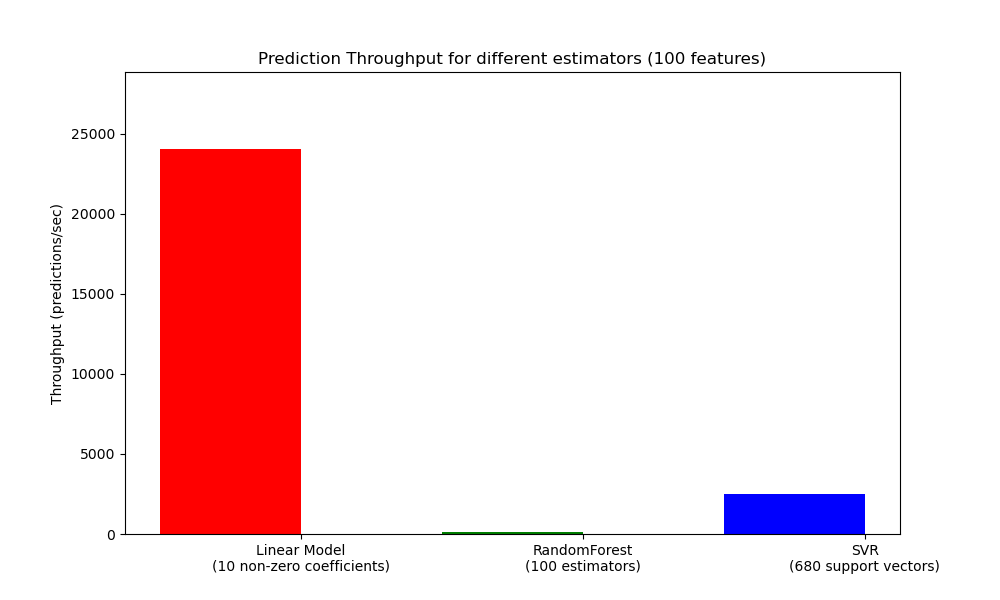 Prediction Throughput for different estimators (100 features)
Throughput (predictions/sec)
25000
20000
15000
10000
5000
0
Linear Model
(10 non-zero coefficients)
RandomForest
(100 estimators)
SVR
(680 support vectors)